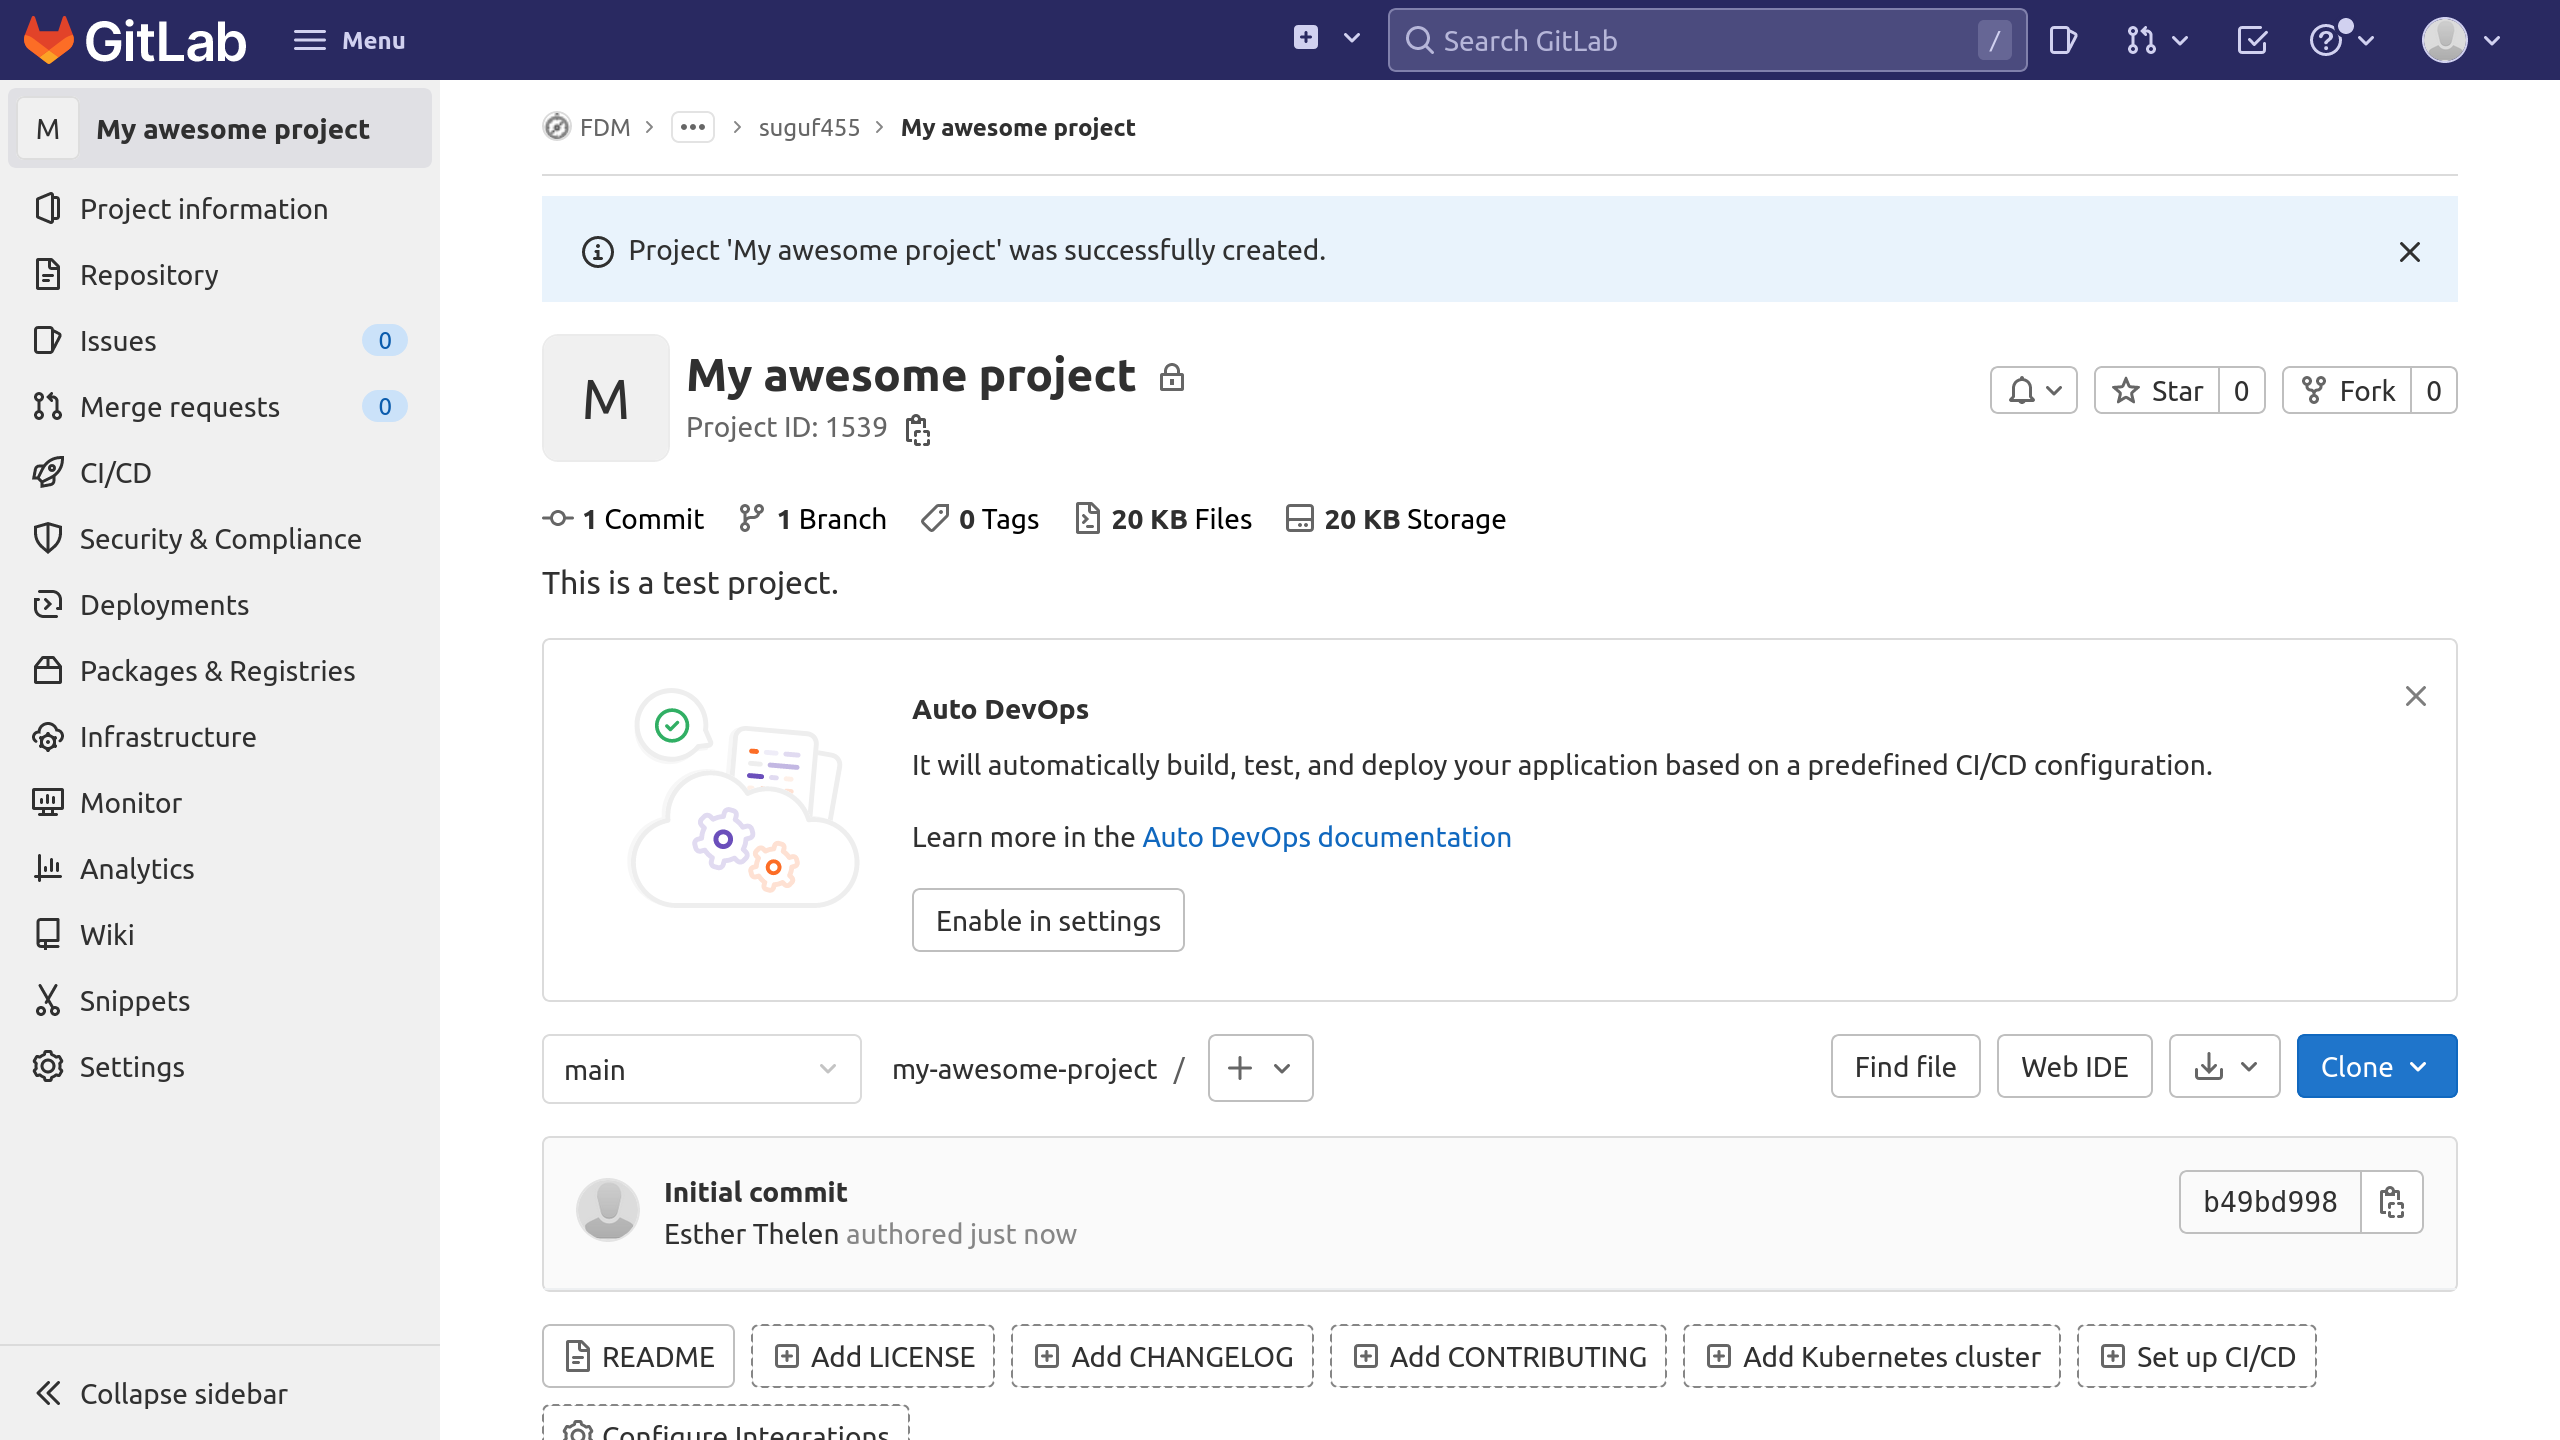 GitLab
Menu
Search GitLab
/
M
My awesome project
Project information
Repository
Issues
0
Merge requests
0
CI/CD
Security & Compliance
Deployments
Packages & Registries
Infrastructure
Monitor
Analytics
Wiki
Snippets
Settings
Collapse sidebar
FDM
suguf455
My awesome project
Project 'My awesome project' was successfully created.
M
My awesome project
Project ID: 1539
Star
0
Fork
0
1 Commit
1 Branch
0 Tags
20 KB Files
20 KB Storage
This is a test project.
Auto DevOps
It will automatically build, test, and deploy your application based on a predefined CI/CD configuration.
Learn more in the Auto DevOps documentation
Enable in settings
main
my-awesome-project /
Find file
Web IDE
Clone
Initial commit
Esther Thelen authored just now
b49bd998
README
Add LICENSE
Add CHANGELOG
Add CONTRIBUTING
Add Kubernetes cluster
Set up CI/CD
Configure Integrations